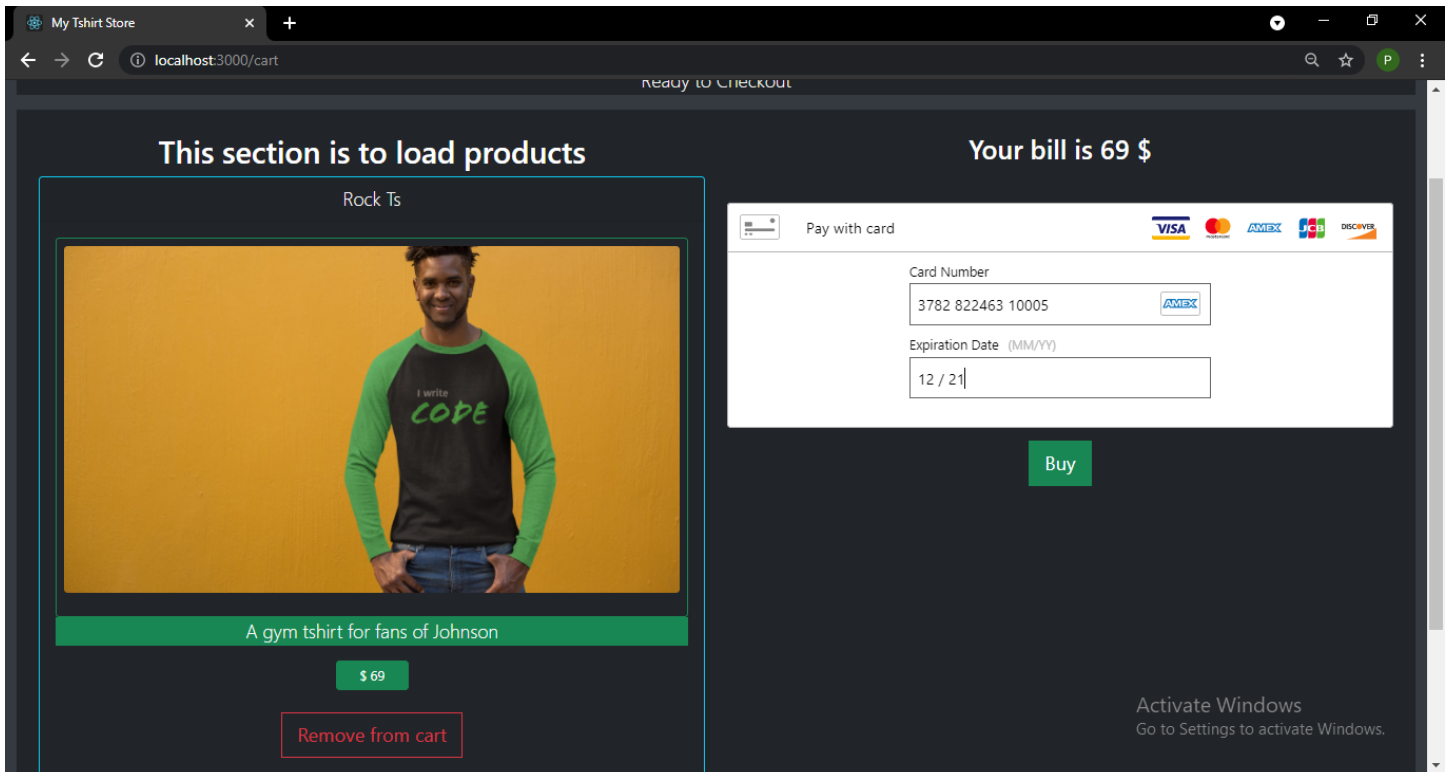 My Tshirt Store
localhost:3000/cart
P
Ready to Checkout
This section is to load products
Rock Ts
I write
CODE
A gym tshirt for fans of Johnson
$ 69
Remove from cart
Your bill is 69 $
Pay with card
VISA
AMEX
JCB
DISCOVER
Card Number
3782 822463 10005
AMEX
Expiration Date (MM/YY)
12 / 21
Buy
Activate Windows
Go to Settings to activate Windows.